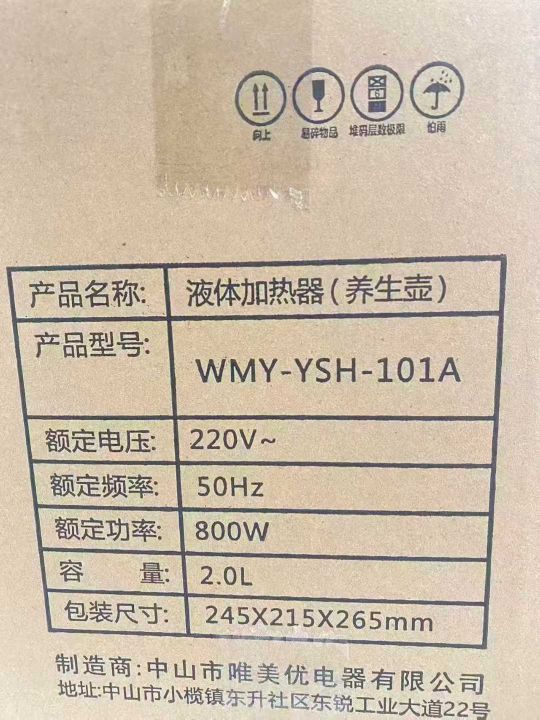 向上 易碎物品 堆码层数极限 怕雨
产品名称: 液体加热器(养生壶)
产品型号: WMY-YSH-101A
额定电压: 220V~
额定频率: 50Hz
额定功率: 800W
容 量: 2.0L
包装尺寸: 245X215X265mm
制造商:中山市唯美优电器有限公司
地址:中山市小榄镇东升社区东锐工业大道22号